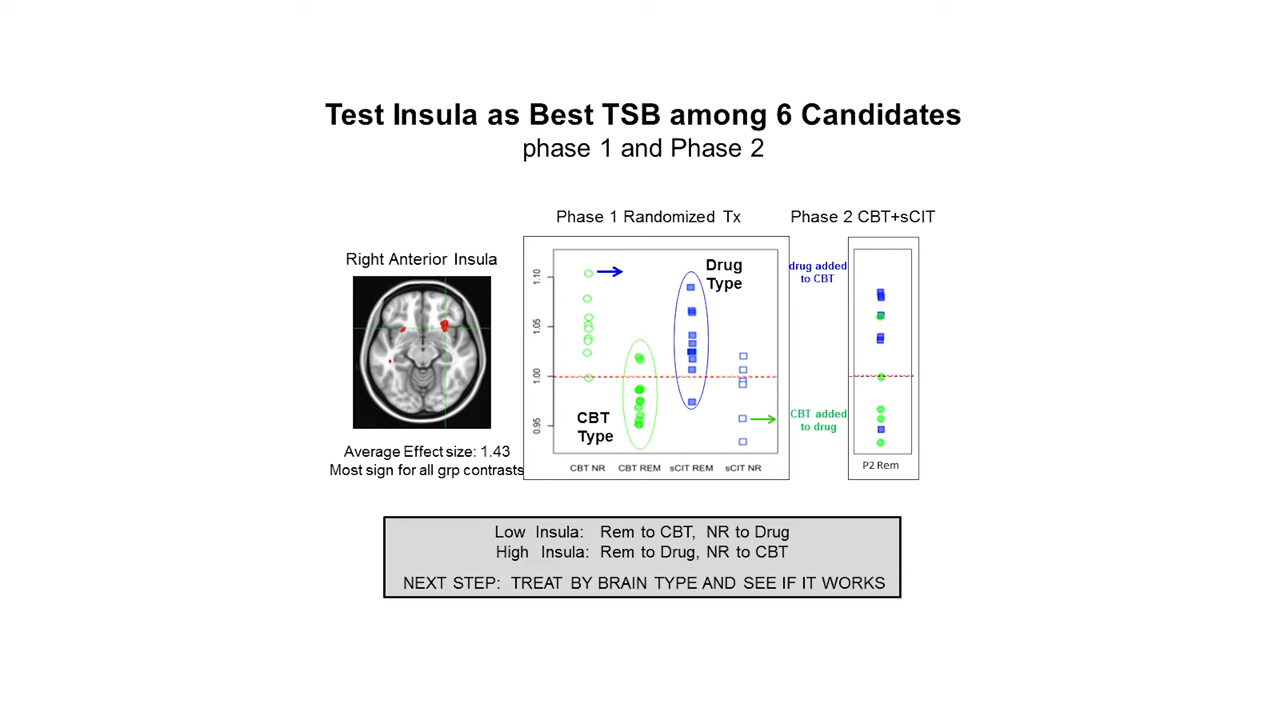 Test Insula as Best TSB among 6 Candidates
phase 1 and Phase 2
Phase 1 Randomized Tx
Phase 2 CBT+sCIT
Right Anterior Insula
Drug
Type
drug added
to CBT
1.10
1.05
1.00
0.95
CBT
Type
CBT added
to drug
Average Effect size: 1.43
Most sign for all grp contrasts
CBT NR CBT REM sCIT REM sCIT NR
P2 Rem
Low Insula: Rem to CBT, NR to Drug
High Insula: Rem to Drug, NR to CBT
NEXT STEP: TREAT BY BRAIN TYPE AND SEE IF IT WORKS